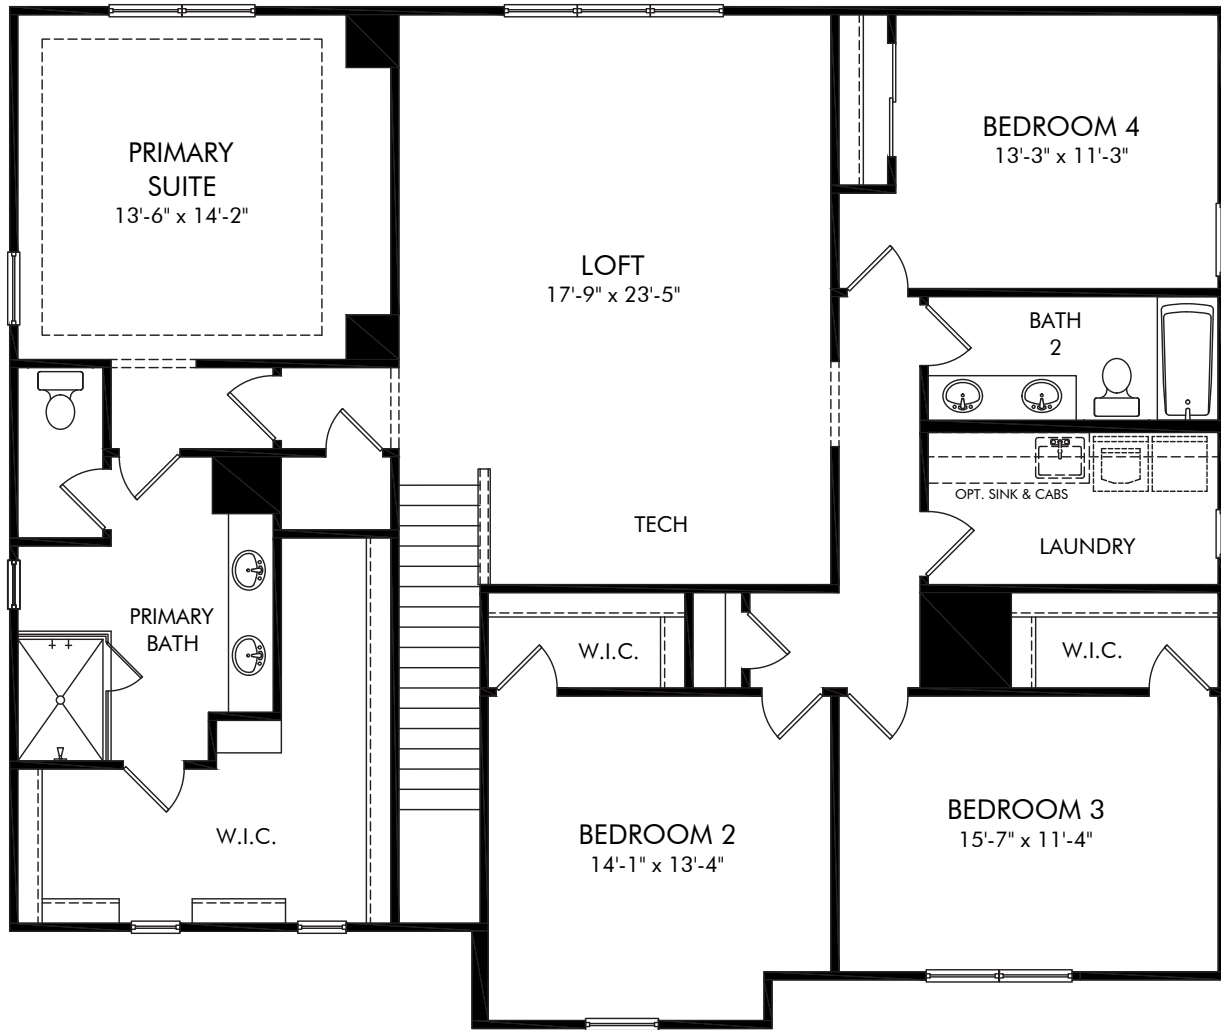 PRIMARY
SUITE
13'-6" x 14'-2"
LOFT
17'-9" x 23'-5"
BEDROOM 4
13'-3" x 11'-3"
BATH
2
OPT. SINK & CABS
LAUNDRY
TECH
PRIMARY
BATH
W.I.C.
W.I.C.
W.I.C.
BEDROOM 2
14'-1" x 13'-4"
BEDROOM 3
15'-7" x 11'-4"